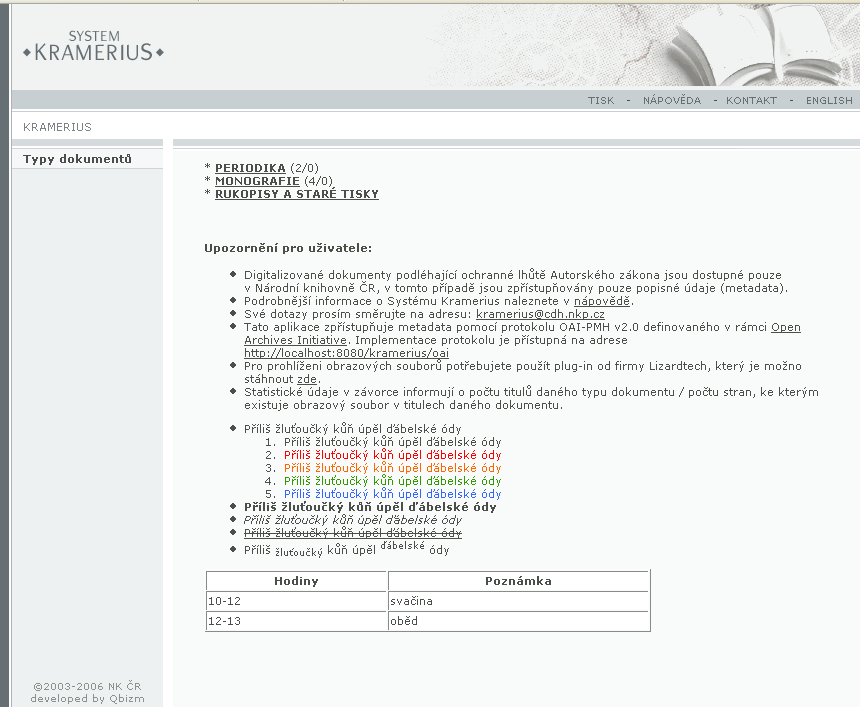 SYSTEM
KRAMERIUS
TISK - NÁPOVĚDA - KONTAKT - ENGLISH
KRAMERIUS
Typy dokumentů
* PERIODIKA (2/0)
* MONOGRAFIE (4/0)
* RUKOPISY A STARÉ TISKY
Upozornění pro uživatele:
Digitalizované dokumenty podléhající ochranné lhůtě Autorského zákona jsou dostupné pouze
v Národní knihovně ČR, v tomto případě jsou zpřístupňovány pouze popisné údaje (metadata).
Podrobnější informace o Systému Kramerius naleznete v nápovědě.
Své dotazy prosím směrujte na adresu: kramerius@cdh.nkp.cz
Tato aplikace zpřístupňuje metadata pomocí protokolu OAI-PMH v2.0 definovaného v rámci Open
Archives Initiative. Implementace protokolu je přístupná na adrese
http://localhost:8080/kramerius/oai
Pro prohlíženi obrazových souborů potřebujete použít plug-in od firmy Lizardtech, který je možno
stáhnout zde.
Statistické údaje v závorce informují o počtu titulů daného typu dokumentu / počtu stran, ke kterým
existuje obrazový soubor v titulech daného dokumentu.
Příliš žluťoučký kůň úpěl ďábelské ódy
1. Příliš žluťoučký kůň úpěl ďábelské ódy
2. Příliš žluťoučký kůň úpěl ďábelské ódy
3. Příliš žluťoučký kůň úpěl ďábelské ódy
4. Příliš žluťoučký kůň úpěl ďábelské ódy
5. Příliš žluťoučký kůň úpěl ďábelské ódy
Příliš žluťoučký kůň úpěl ďábelské ódy
Příliš žluťoučký kůň úpěl ďábelské ódy
Příliš žluťoučký kůň úpěl ďábelské ódy
Příliš žluťoučký kůň úpěl ďábelské ódy
Hodiny Poznámka
10-12 svačina
12-13 oběd
©2003-2006 NK ČR
developed by Qbizm